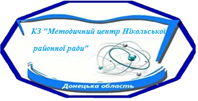 КЗ "Методичний центр Нікольської
районної ради"
Донецька область